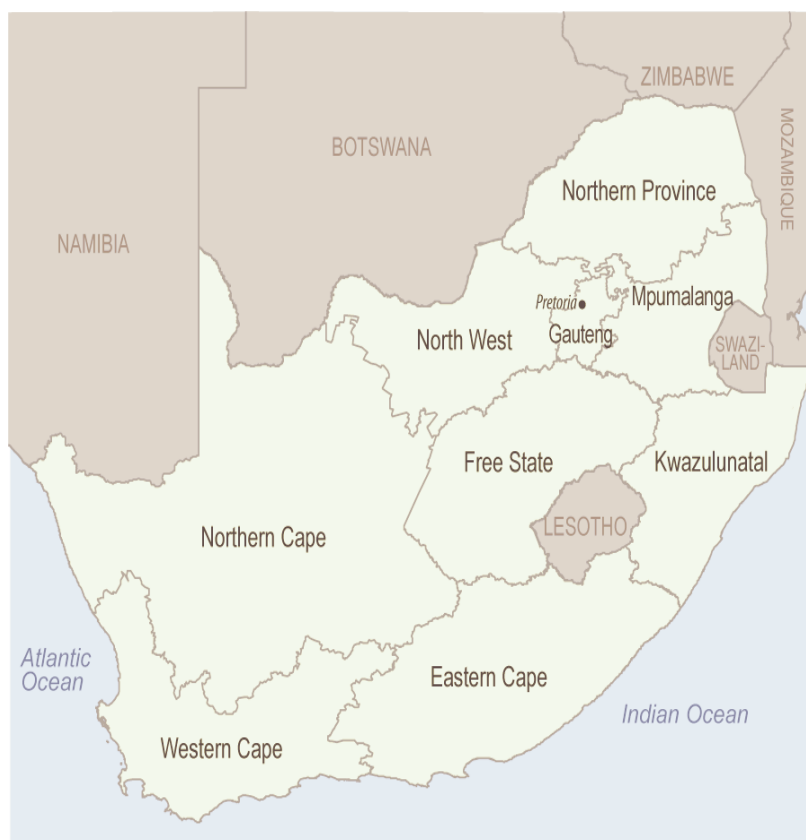 ZIMBABWE
BOTSWANA
MOZAMBIQUE
Northern Province
NAMIBIA
Mpumalanga
Pretoria
Gauteng
North West
SWAZI-
LAND
Free State
Kwazulunatal
LESOTHO
Northern Cape
Atlantic
Ocean
Eastern Cape
Indian Ocean
Western Cape